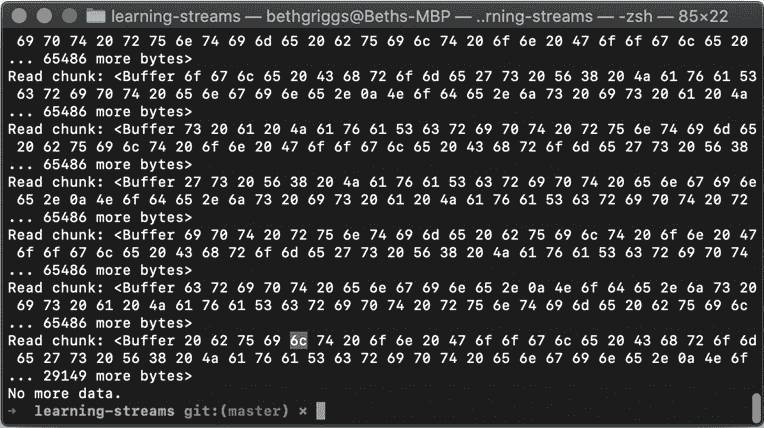 learning-streams — bethgriggs@Beths-MBP — ..rning-streams — -zsh — 85×22
69 70 74 20 72 75 6e 74 69 6d 65 20 62 75 69 6c 74 20 6f 6e 20 47 6f 6f 67 6c 65 20
... 65486 more bytes>
Read chunk: <Buffer 6f 67 6c 65 20 43 68 72 6f 6d 65 27 73 20 56 38 20 4a 61 76 61 53
63 72 69 70 74 20 65 6e 67 69 6e 65 2e 0a 4e 6f 64 65 2e 6a 73 20 69 73 20 61 20 4a
... 65486 more bytes>
Read chunk: <Buffer 73 20 61 20 4a 61 76 61 53 63 72 69 70 74 20 72 75 6e 74 69 6d 65
20 62 75 69 6c 74 20 6f 6e 20 47 6f 6f 67 6c 65 20 43 68 72 6f 6d 65 27 73 20 56 38
... 65486 more bytes>
Read chunk: <Buffer 27 73 20 56 38 20 4a 61 76 61 53 63 72 69 70 74 20 65 6e 67 69 6e
65 2e 0a 4e 6f 64 65 2e 6a 73 20 69 73 20 61 20 4a 61 76 61 53 63 72 69 70 74 20 72
... 65486 more bytes>
Read chunk: <Buffer 69 70 74 20 72 75 6e 74 69 6d 65 20 62 75 69 6c 74 20 6f 6e 20 47
6f 6f 67 6c 65 20 43 68 72 6f 6d 65 27 73 20 56 38 20 4a 61 76 61 53 63 72 69 70 74
... 65486 more bytes>
Read chunk: <Buffer 63 72 69 70 74 20 65 6e 67 69 6e 65 2e 0a 4e 6f 64 65 2e 6a 73 20
69 73 20 61 20 4a 61 76 61 53 63 72 69 70 74 20 72 75 6e 74 69 6d 65 20 62 75 69 6c
... 65486 more bytes>
Read chunk: <Buffer 20 62 75 69 6c 74 20 6f 6e 20 47 6f 6f 67 6c 65 20 43 68 72 6f 6d
65 27 73 20 56 38 20 4a 61 76 61 53 63 72 69 70 74 20 65 6e 67 69 6e 65 2e 0a 4e 6f
... 29149 more bytes>
No more data.
→ learning-streams git:(master) ×